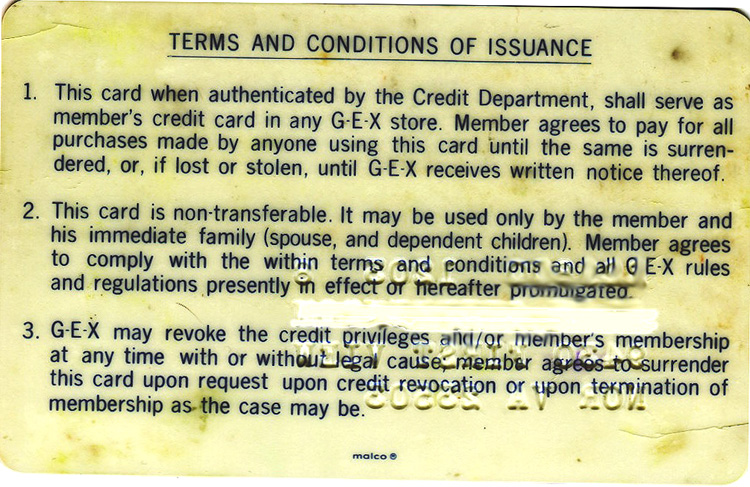 TERMS AND CONDITIONS OF ISSUANCE
1. This card when authenticated by the Credit Department, shall serve as
member's credit card in any G-E-X store. Member agrees to pay for all
purchases made by anyone using this card until the same is surren-
dered, or, if lost or stolen, until G-E-X receives written notice thereof.
2. This card is non-transferable. It may be used only by the member and
his immediate family (spouse, and dependent children). Member agrees
to comply with the within terms and conditions and all G E-X rules
and regulations presently in effect or hereafter promulgated.
3. G-E-X may revoke the credit privileges and/or member's membership
at any time with or without legal cause; member agrees to surrender
this card upon request upon credit revocation or upon termination of
membership as the case may be.
malco ®